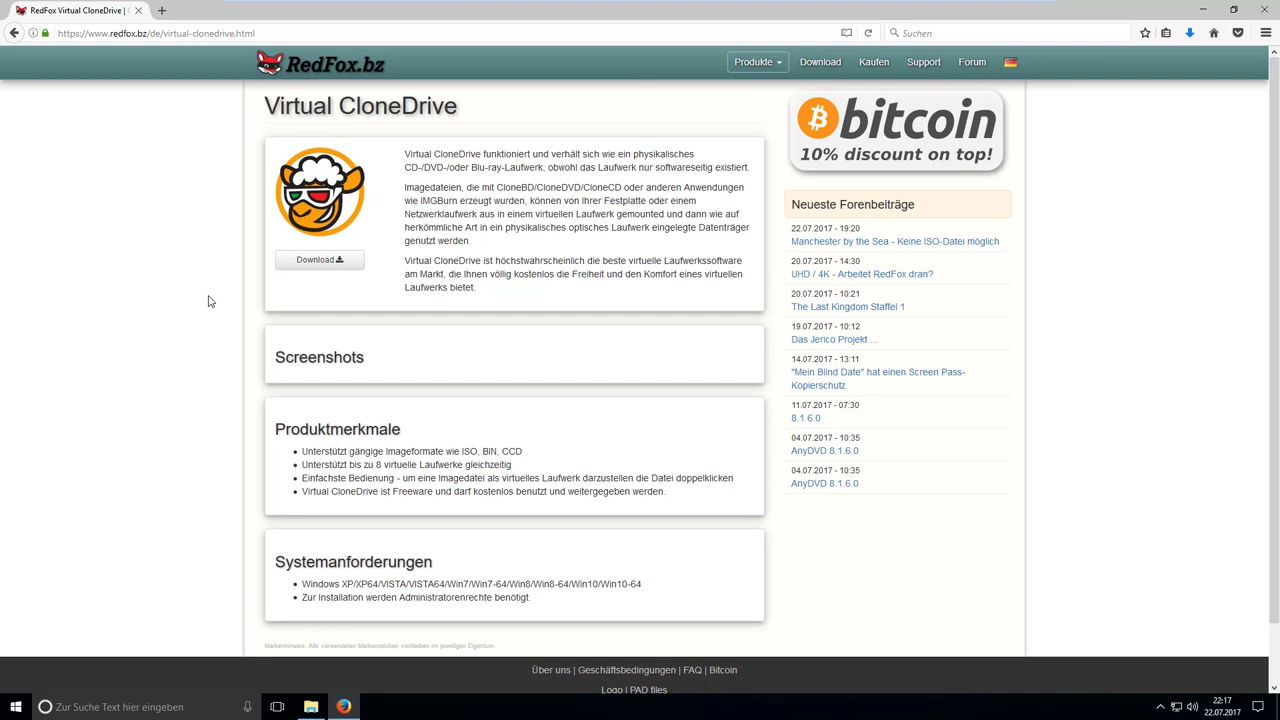 RedFox Virtual CloneDrive |
https://www.redfox.bz/de/virtual-clonedrive.html
Suchen
RedFox.bz
Produkte
Download
Kaufen
Support
Forum
Virtual CloneDrive
Virtual CloneDrive funktioniert und verhält sich wie ein physikalisches
CD-/DVD-/oder Blu-ray-Laufwerk, obwohl das Laufwerk nur softwareseitig existiert.
Imagedateien, die mit CloneBD/CloneDVD/CloneCD oder anderen Anwendungen
wie IMGBurn erzeugt wurden, können von Ihrer Festplatte oder einem
Netzwerklaufwerk aus in einem virtuellen Laufwerk gemounted und dann wie auf
herkömmliche Art in ein physikalisches optisches Laufwerk eingelegte Datenträger
genutzt werden.
Virtual CloneDrive ist höchstwahrscheinlich die beste virtuelle Laufwerkssoftware
am Markt, die Ihnen völlig kostenlos die Freiheit und den Komfort eines virtuellen
Laufwerks bietet.
Download
Screenshots
Produktmerkmale
• Unterstützt gängige Imageformate wie ISO, BIN, CCD
• Unterstützt bis zu 8 virtuelle Laufwerke gleichzeitig
• Einfachste Bedienung - um eine Imagedatei als virtuelles Laufwerk darzustellen die Datei doppelklicken
• Virtual CloneDrive ist Freeware und darf kostenlos benutzt und weitergegeben werden.
Systemanforderungen
• Windows XP/XP64/VISTA/VISTA64/Win7/Win7-64/Win8/Win8-64/Win10/Win10-64
• Zur Installation werden Administratorenrechte benötigt.
Markenhinweis: Alle verwendeten Markenzeichen verbleiben im jeweiligen Eigentum.
bitcoin
10% discount on top!
Neueste Forenbeiträge
22.07.2017 - 19:20
Manchester by the Sea - Keine ISO-Datei möglich
20.07.2017 - 14:30
UHD / 4K - Arbeitet RedFox dran?
20.07.2017 - 10:21
The Last Kingdom Staffel 1
19.07.2017 - 10:12
Das Jerico Projekt ...
14.07.2017 - 13:11
"Mein Blind Date" hat einen Screen Pass-
Kopierschutz
11.07.2017 - 07:30
8.1.6.0
04.07.2017 - 10:35
AnyDVD 8.1.6.0
04.07.2017 - 10:35
AnyDVD 8.1.6.0
Über uns | Geschäftsbedingungen | FAQ | Bitcoin
Logo | PAD files
Zur Suche Text hier eingeben
22:17
22.07.2017